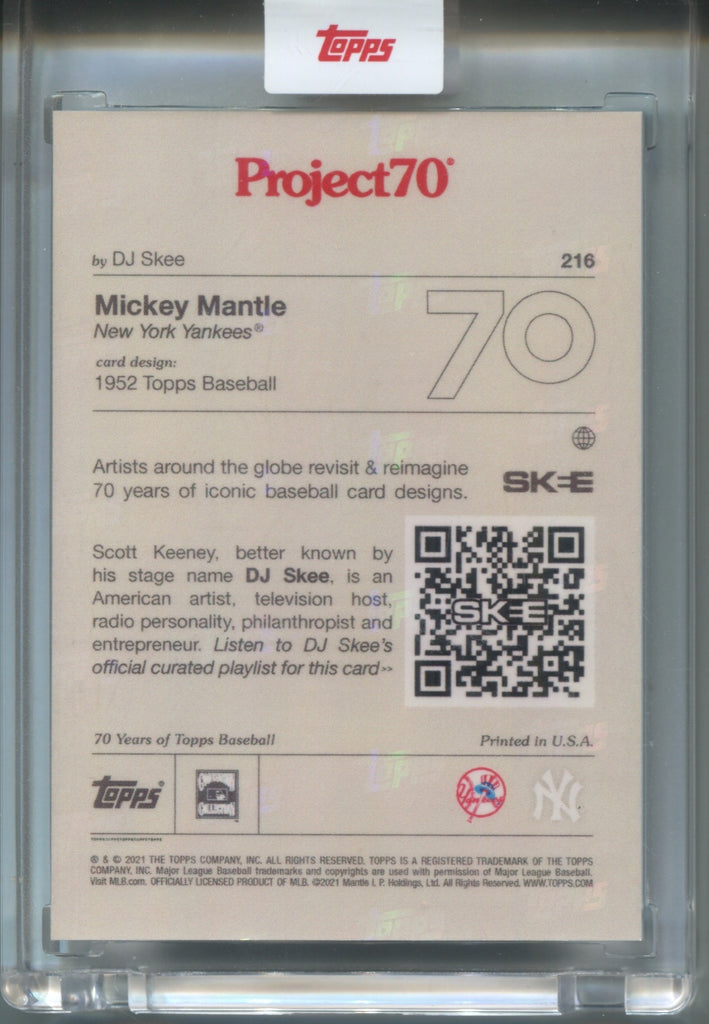 Topps
Project70®
by DJ Skee 216
Mickey Mantle
New York Yankees®
card design:
1952 Topps Baseball
70
Artists around the globe revisit & reimagine
70 years of iconic baseball card designs.
SKEE
Scott Keeney, better known by
his stage name DJ Skee, is an
American artist, television host,
radio personality, philanthropist and
entrepreneur. Listen to DJ Skee's
official curated playlist for this card>>
SKEE
70 Years of Topps Baseball Printed in U.S.A.
Topps®
® & © 2021 THE TOPPS COMPANY, INC. ALL RIGHTS RESERVED. TOPPS IS A REGISTERED TRADEMARK OF THE TOPPS
COMPANY, INC. Major League Baseball trademarks and copyrights are used with permission of Major League Baseball.
Visit MLB.com. OFFICIALLY LICENSED PRODUCT OF MLB. ©2021 Mantle I. P. Holdings, Ltd. All Rights Reserved. WWW.TOPPS.COM